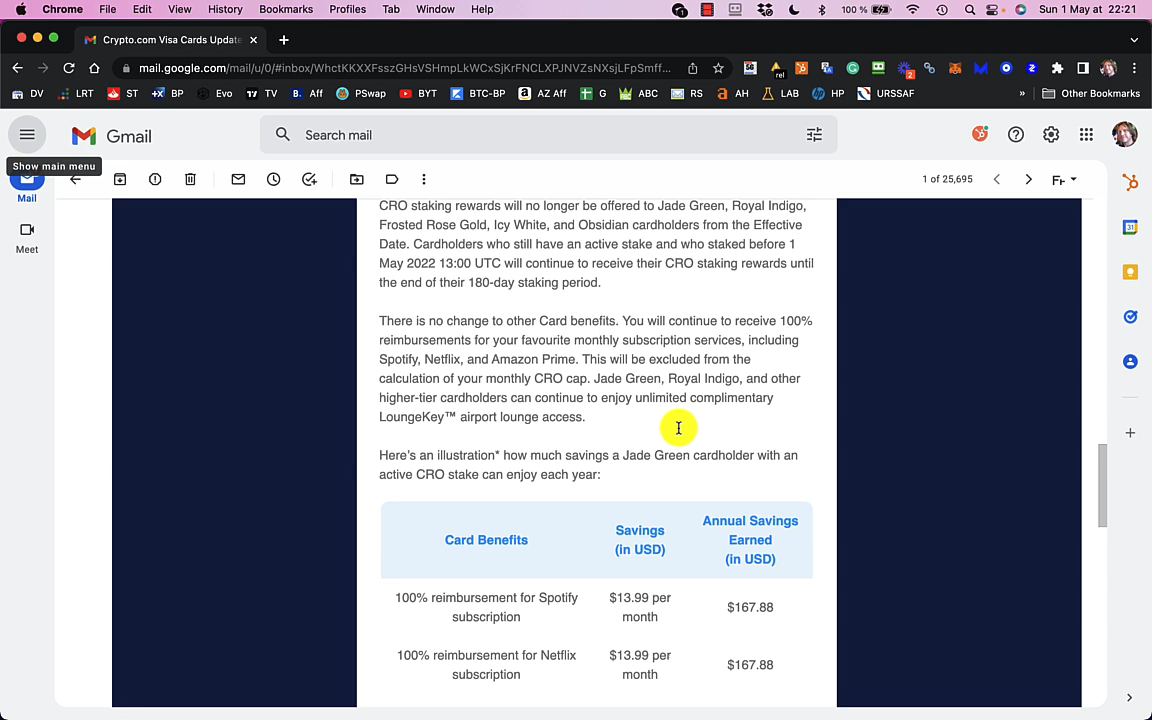 Chrome File Edit View History Bookmarks Profiles Tab Window Help 100 % Sun 1 May at 22:21
Crypto.com Visa Cards Update
mail.google.com/mail/u/0/#inbox/WhctKKXXFsszGHsVSHmpLkWCxSjKrFNCLXPJNVZsNXsjLFpSmff... rel 2
DV LRT ST BP Evo TV Aff PSwap BYT BTC-BP AZ Aff G ABC RS AH LAB HP URSSAF » Other Bookmarks
Gmail Search mail
Show main menu
1 of 25,695 Fr
Mail
Meet
31
CRO staking rewards will no longer be offered to Jade Green, Royal Indigo,
Frosted Rose Gold, Icy White, and Obsidian cardholders from the Effective
Date. Cardholders who still have an active stake and who staked before 1
May 2022 13:00 UTC will continue to receive their CRO staking rewards until
the end of their 180-day staking period.
There is no change to other Card benefits. You will continue to receive 100%
reimbursements for your favourite monthly subscription services, including
Spotify, Netflix, and Amazon Prime. This will be excluded from the
calculation of your monthly CRO cap. Jade Green, Royal Indigo, and other
higher-tier cardholders can continue to enjoy unlimited complimentary
LoungeKey™ airport lounge access.
Here's an illustration* how much savings a Jade Green cardholder with an
active CRO stake can enjoy each year:
Card Benefits
Savings
(in USD)
Annual Savings
Earned
(in USD)
100% reimbursement for Spotify
subscription
$13.99 per
month
$167.88
100% reimbursement for Netflix
subscription
$13.99 per
month
$167.88